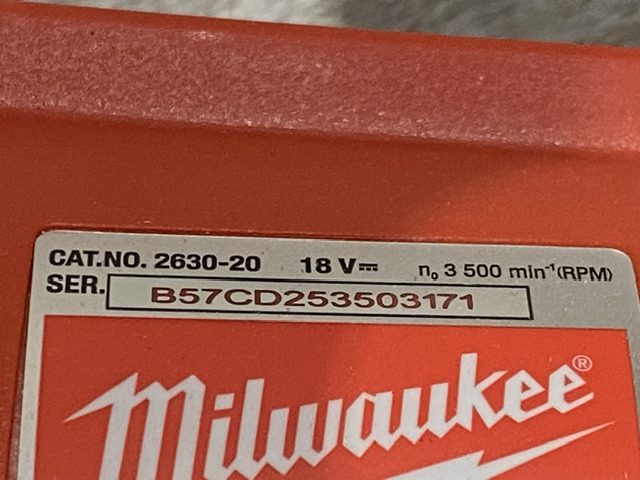 CAT.NO. 2630-20 18 V⎓ n₀ 3 500 min⁻¹(RPM)
SER. B57CD253503171
Milwaukee®